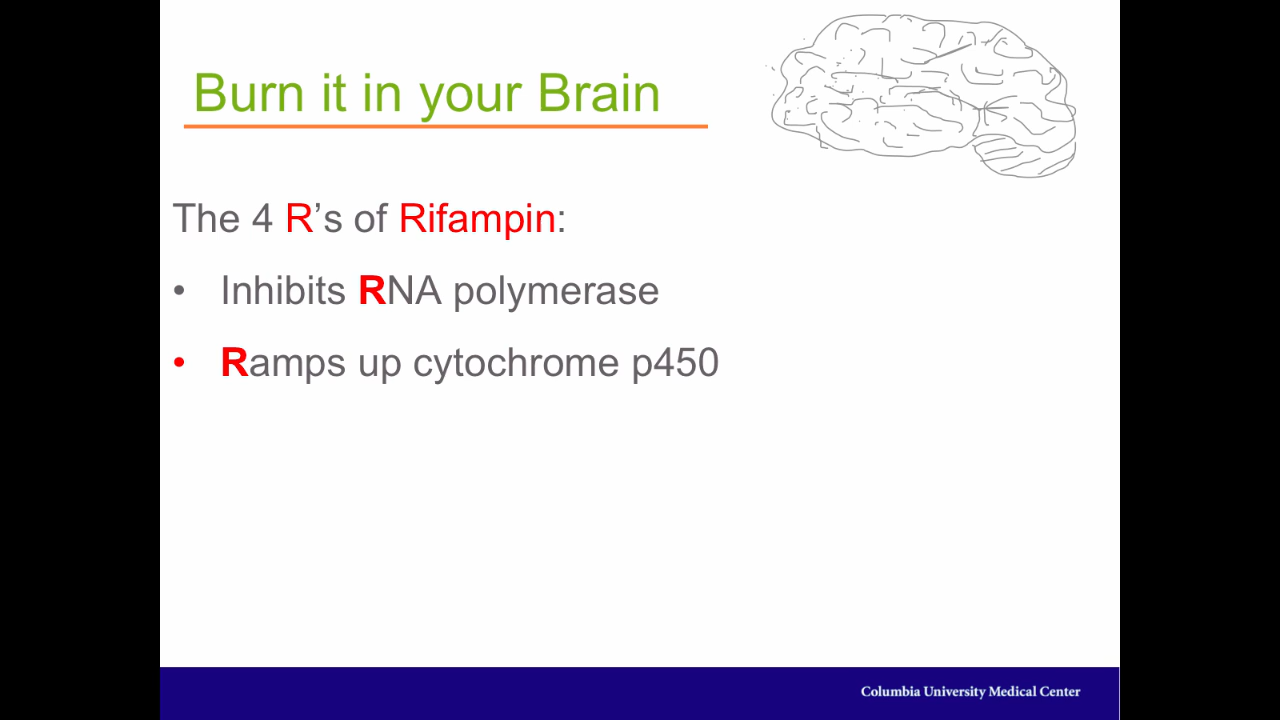 Burn it in your Brain
The 4 R’s of Rifampin:
• Inhibits RNA polymerase
• Ramps up cytochrome p450
Columbia University Medical Center